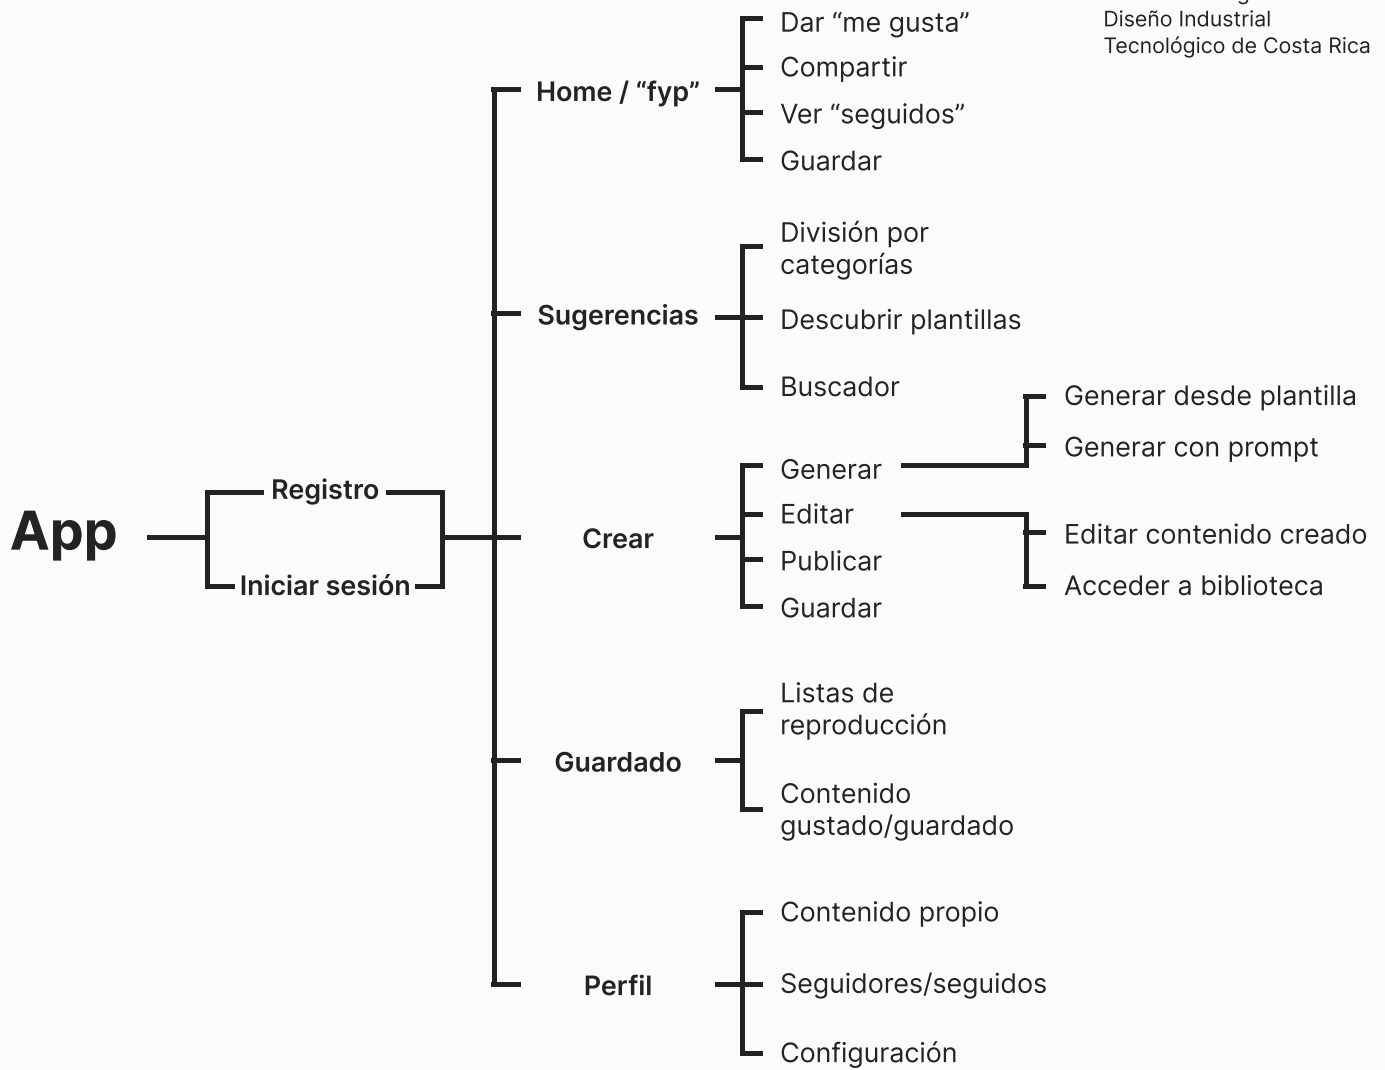 Diseño Industrial
Tecnológico de Costa Rica
App
Registro
Iniciar sesión
Home / “fyp”
Dar “me gusta”
Compartir
Ver “seguidos”
Guardar
Sugerencias
División por
categorías
Descubrir plantillas
Buscador
Crear
Generar
Generar desde plantilla
Generar con prompt
Editar
Editar contenido creado
Acceder a biblioteca
Publicar
Guardar
Guardado
Listas de
reproducción
Contenido
gustado/guardado
Perfil
Contenido propio
Seguidores/seguidos
Configuración